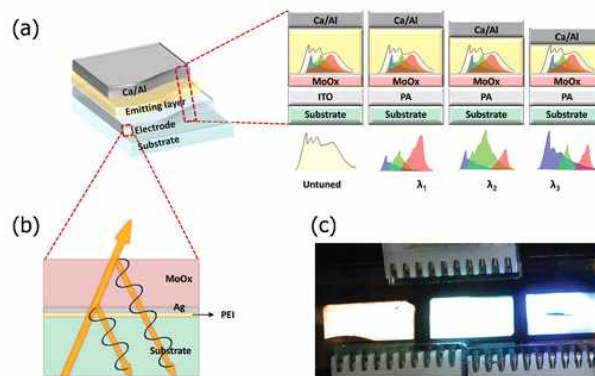 (a)
Ca/Al
Emitting layer
Electrode
Substrate
Ca/Al Ca/Al Ca/Al Ca/Al
MoOx MoOx MoOx MoOx
ITO PA PA PA
Substrate Substrate Substrate Substrate
Untuned λ1 λ2 λ3
(b)
MoOx
Ag
PEI
Substrate
(c)